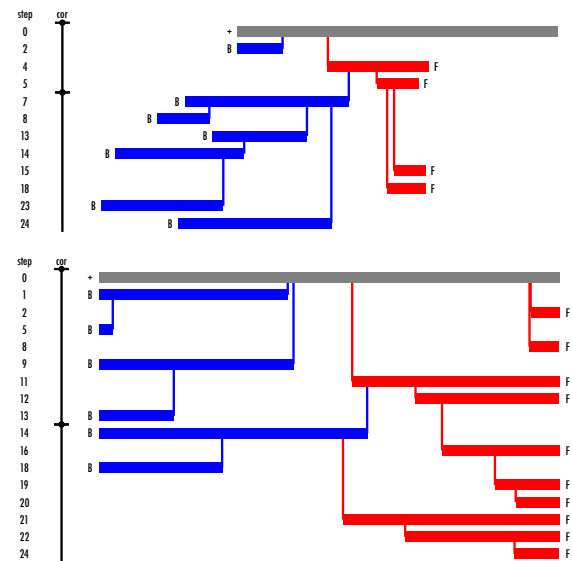 step cor
0 +
2 B
4 F
5 F
7 B
8 B
13 B
14 B
15 F
18 F
23 B
24 B
step cor
0 +
1 B
2 F
5 B
8 F
9 B
11 F
12 F
13 B
14 B
16 F
18 B
19 F
20 F
21 F
22 F
24 F